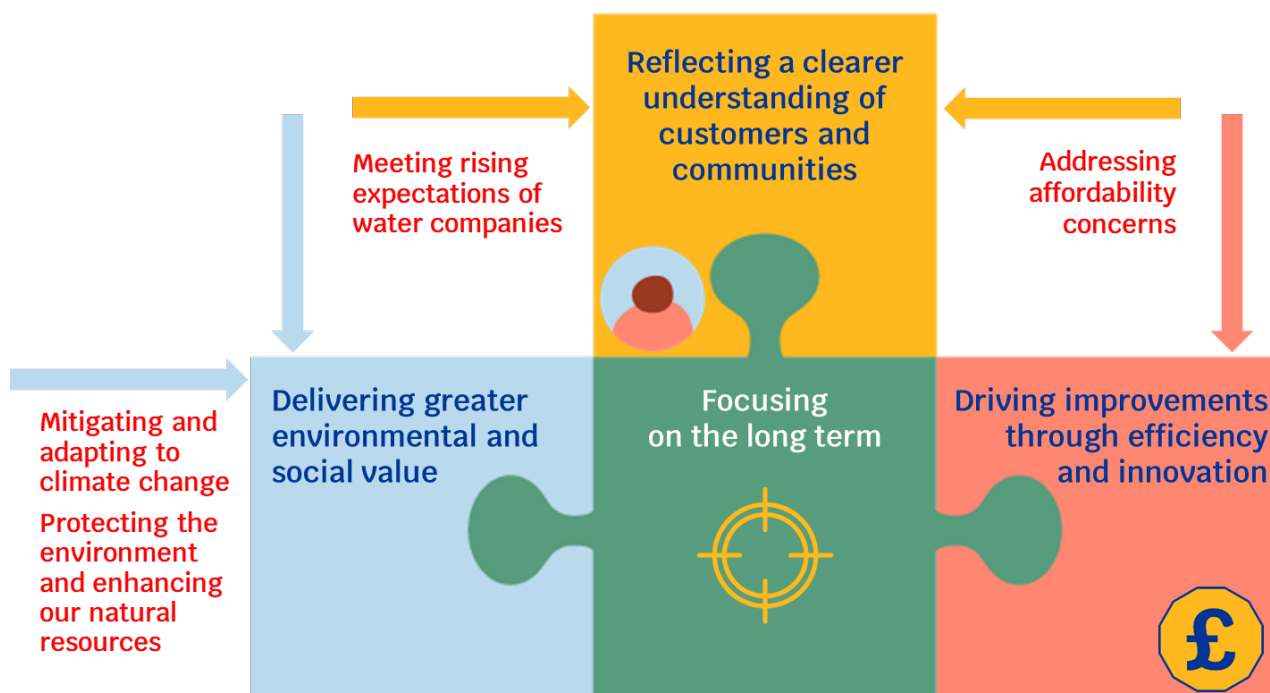 Reflecting a clearer
understanding of
customers and
communities
Meeting rising
expectations of
water companies
Addressing
affordability
concerns
Mitigating and
adapting to
climate change
Protecting the
environment
and enhancing
our natural
resources
Delivering greater
environmental and
social value
Focusing
on the long term
Driving improvements
through efficiency
and innovation
£